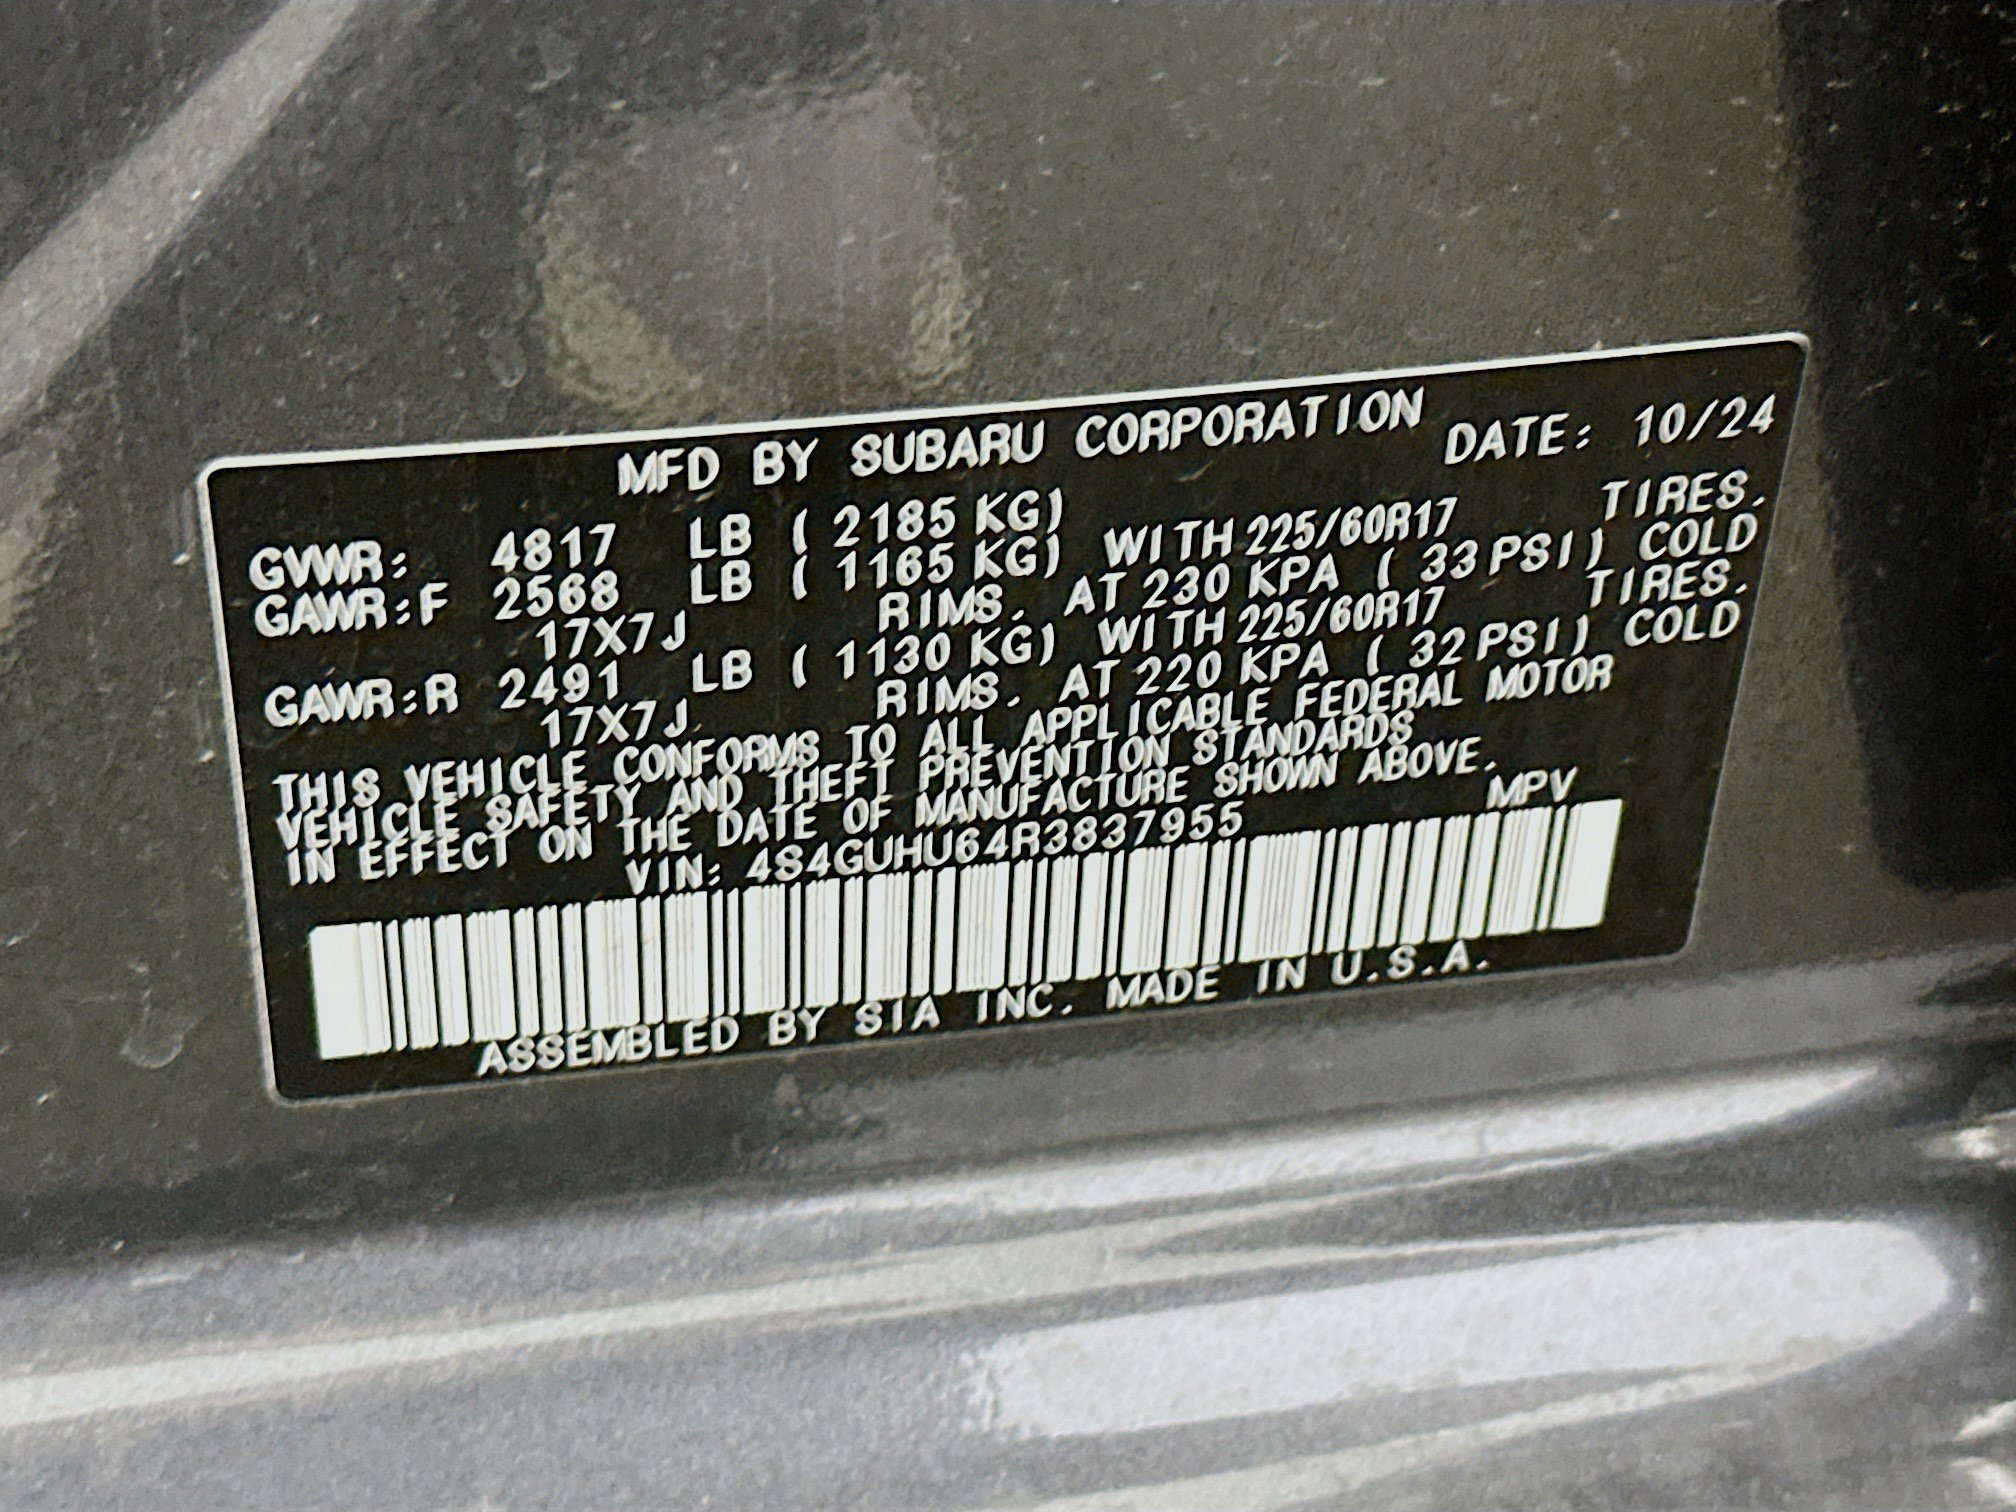 MFD BY SUBARU CORPORATION DATE: 10/24
GVWR: 4817 LB ( 2185 KG)
GAWR:F 2568 LB ( 1165 KG) WITH 225/60R17 TIRES.
17X7J RIMS. AT 230 KPA ( 33 PSI) COLD
GAWR:R 2491 LB ( 1130 KG) WITH 225/60R17 TIRES.
17X7J RIMS. AT 220 KPA ( 32 PSI) COLD
THIS VEHICLE CONFORMS TO ALL APPLICABLE FEDERAL MOTOR
VEHICLE SAFETY AND THEFT PREVENTION STANDARDS
IN EFFECT ON THE DATE OF MANUFACTURE SHOWN ABOVE.
VIN: 4S4GUHU64R3837955 MPV
ASSEMBLED BY SIA INC. MADE IN U.S.A.